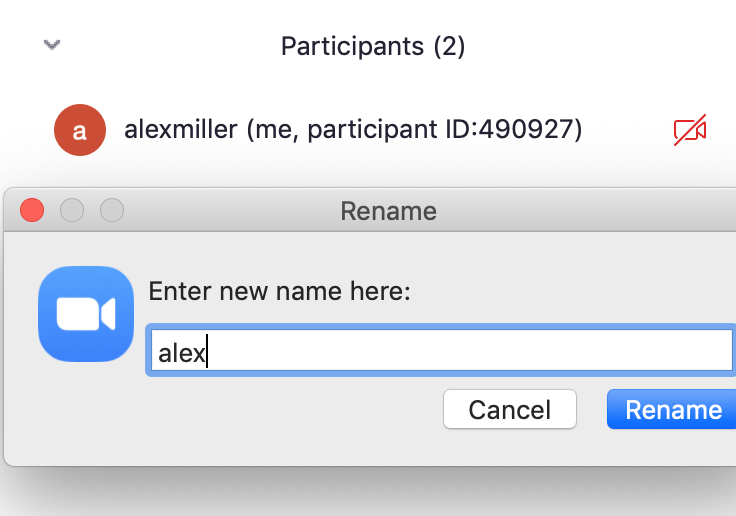 Participants (2)
a
alexmiller (me, participant ID:490927)
Rename
Enter new name here:
alex
Cancel
Rename